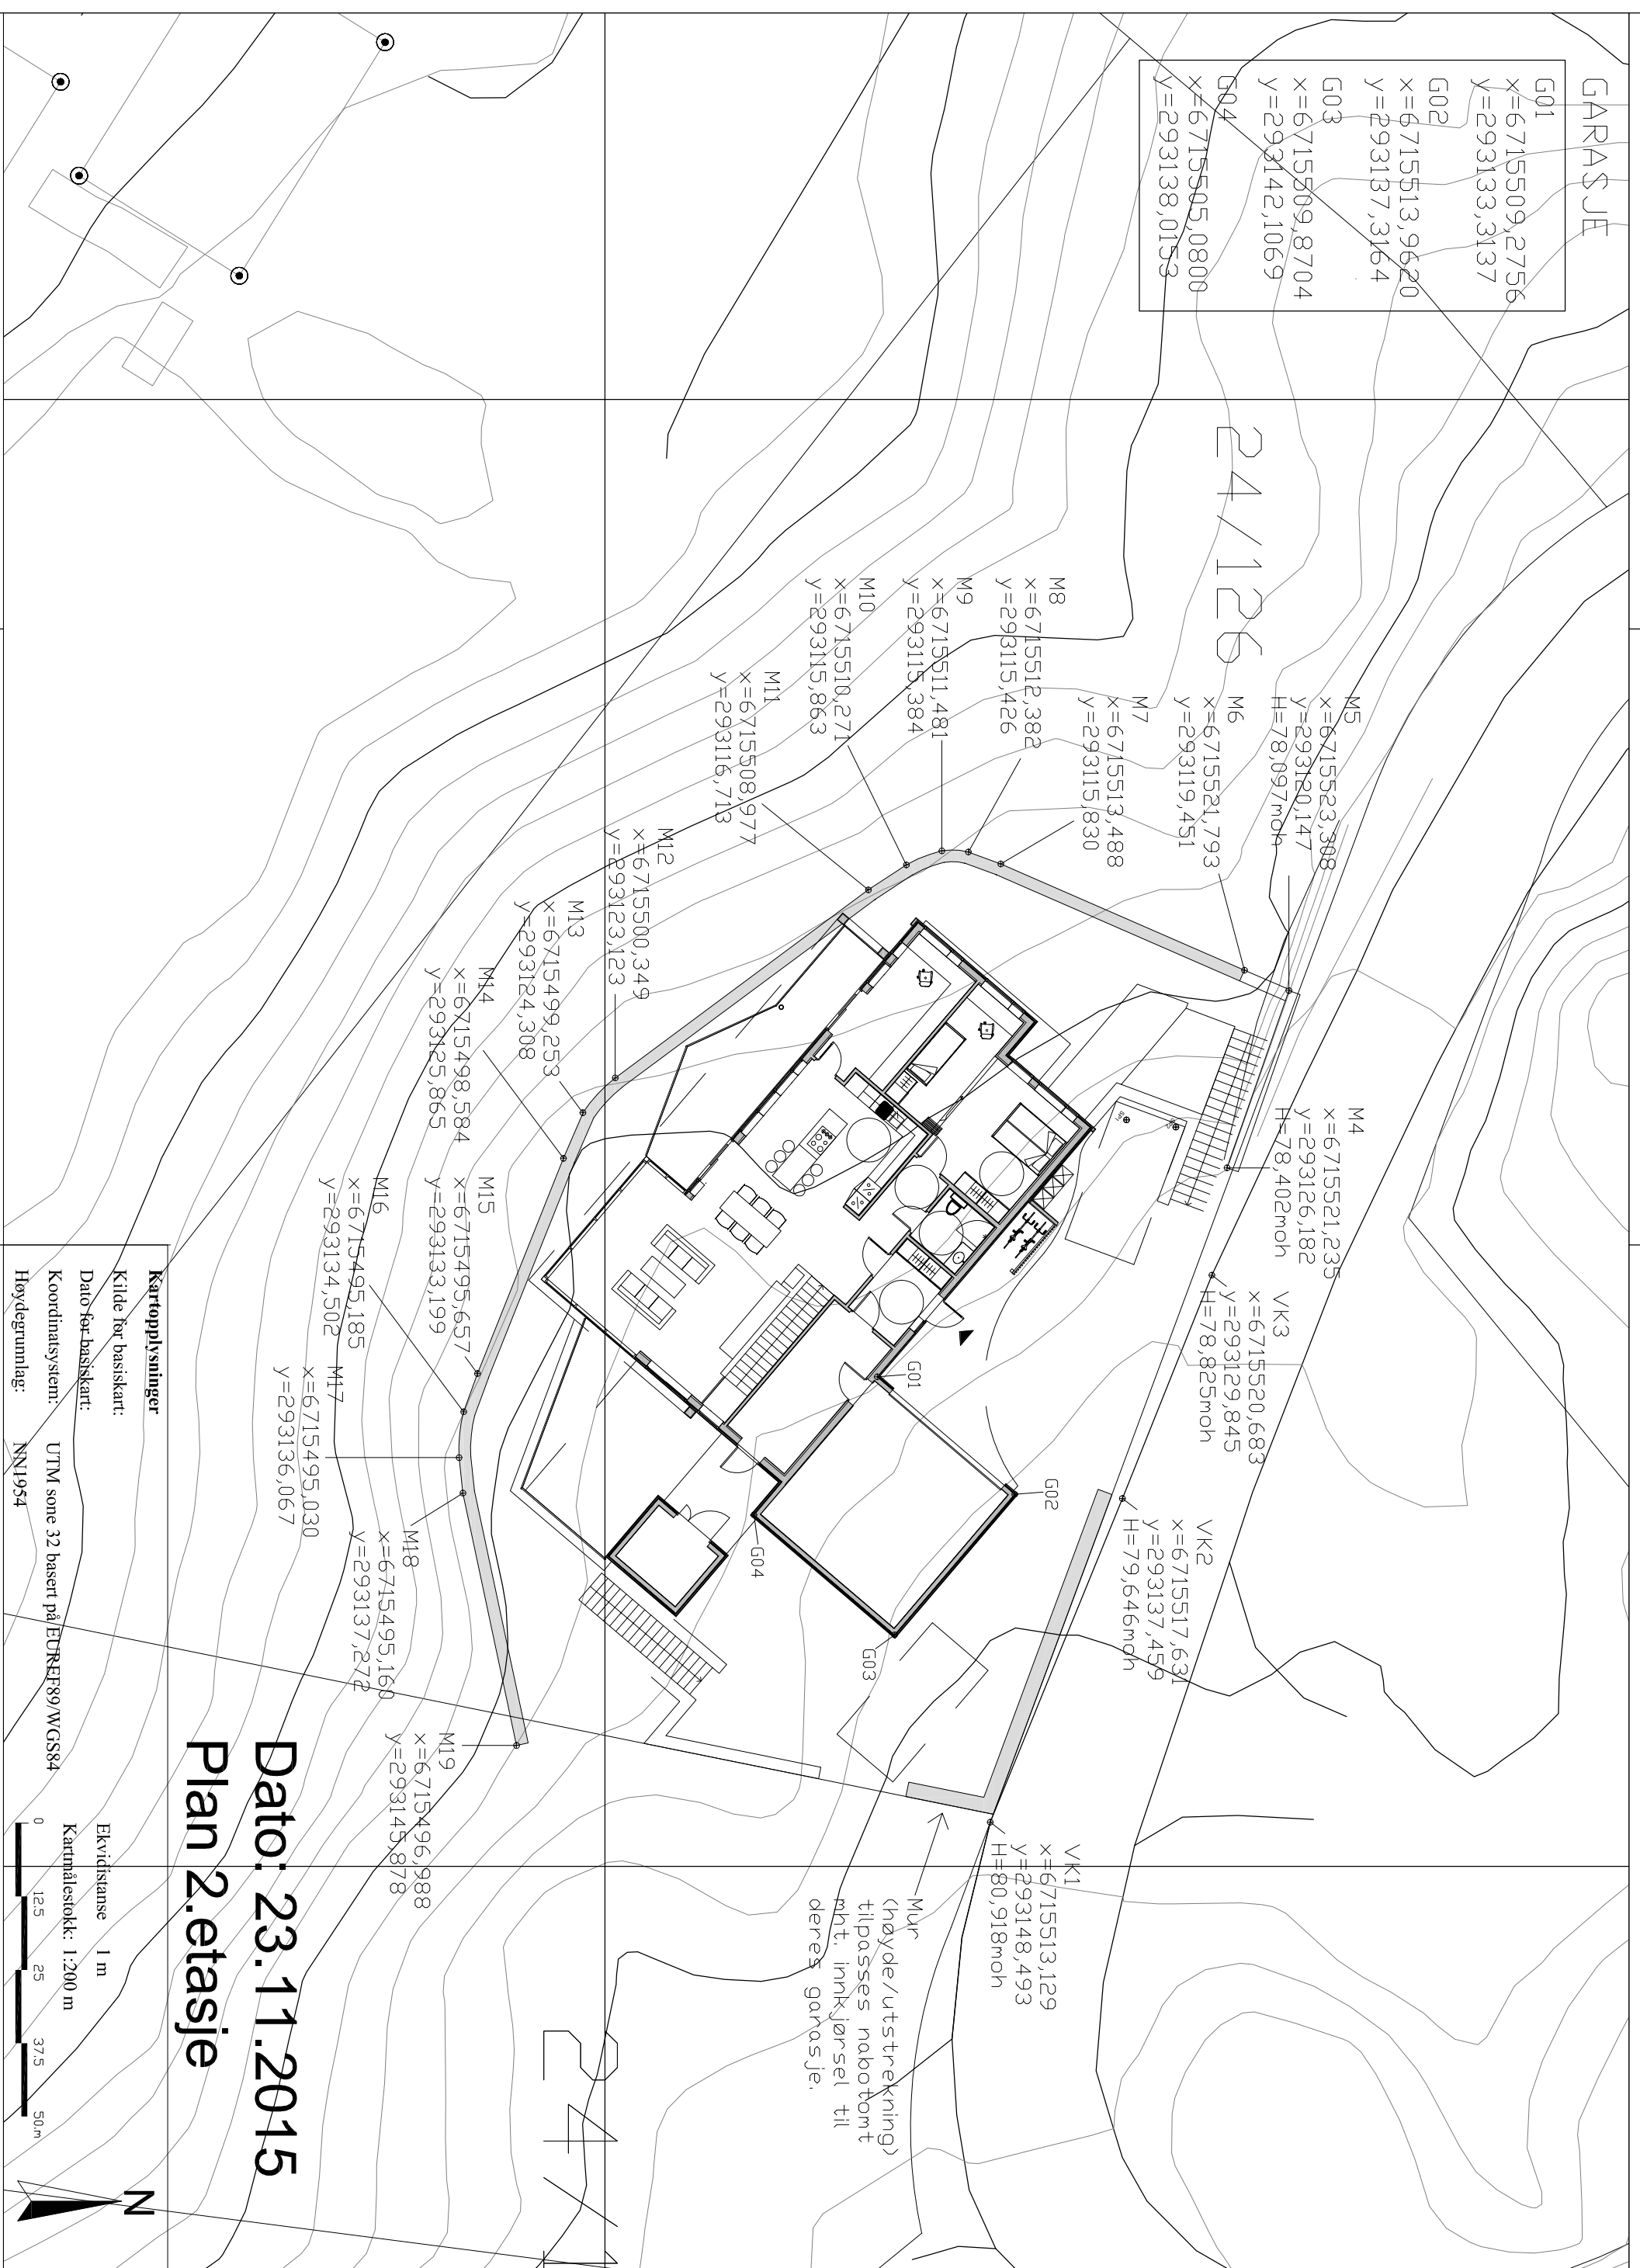 GARASJE
G01
x=6715509,2756
y=293133,3137
G02
x=6715513,9620
y=293137,3164
G03
x=6715509,8704
y=293142,1069
G04
x=6715505,0800
y=293138,0153
24/126
M5
x=6715523,308
y=293120,147
H=78,097moh
M6
x=6715521,793
y=293119,451
M7
x=6715513,488
y=293115,830
M8
x=6715512,382
y=293115,426
M9
x=6715511,481
y=293115,384
M10
x=6715510,271
y=293115,863
M11
x=6715508,977
y=293116,713
M12
x=6715500,349
y=293123,123
M13
x=6715499,253
y=293124,308
M14
x=6715498,584
y=293125,865
M15
x=6715495,657
y=293133,199
M16
x=6715495,185
y=293134,502
M17
x=6715495,030
y=293136,067
M18
x=6715495,160
y=293137,272
M19
x=6715496,988
y=293145,878
M4
x=6715521,235
y=293126,182
H=78,402moh
VK3
x=6715520,683
y=293129,845
H=78,825moh
VK2
x=6715517,631
y=293137,459
H=79,646moh
VK1
x=6715513,129
y=293148,493
H=80,918moh
G01
G02
G03
G04
Mur
(høyde/utstrekning)
tilpasses nabotomt
mht. innkjørsel til
deres garasje.
24/1
Dato: 23.11.2015
Plan 2.etasje
Kartopplysninger
Kilde for basiskart:
Dato for basiskart:
Koordinatsystem: UTM sone 32 basert på EUREF89/WGS84
Høydegrunnlag: NN1954
Ekvidistanse 1 m
Kartmålestokk: 1:200 m
0 12.5 25 37.5 50m
N